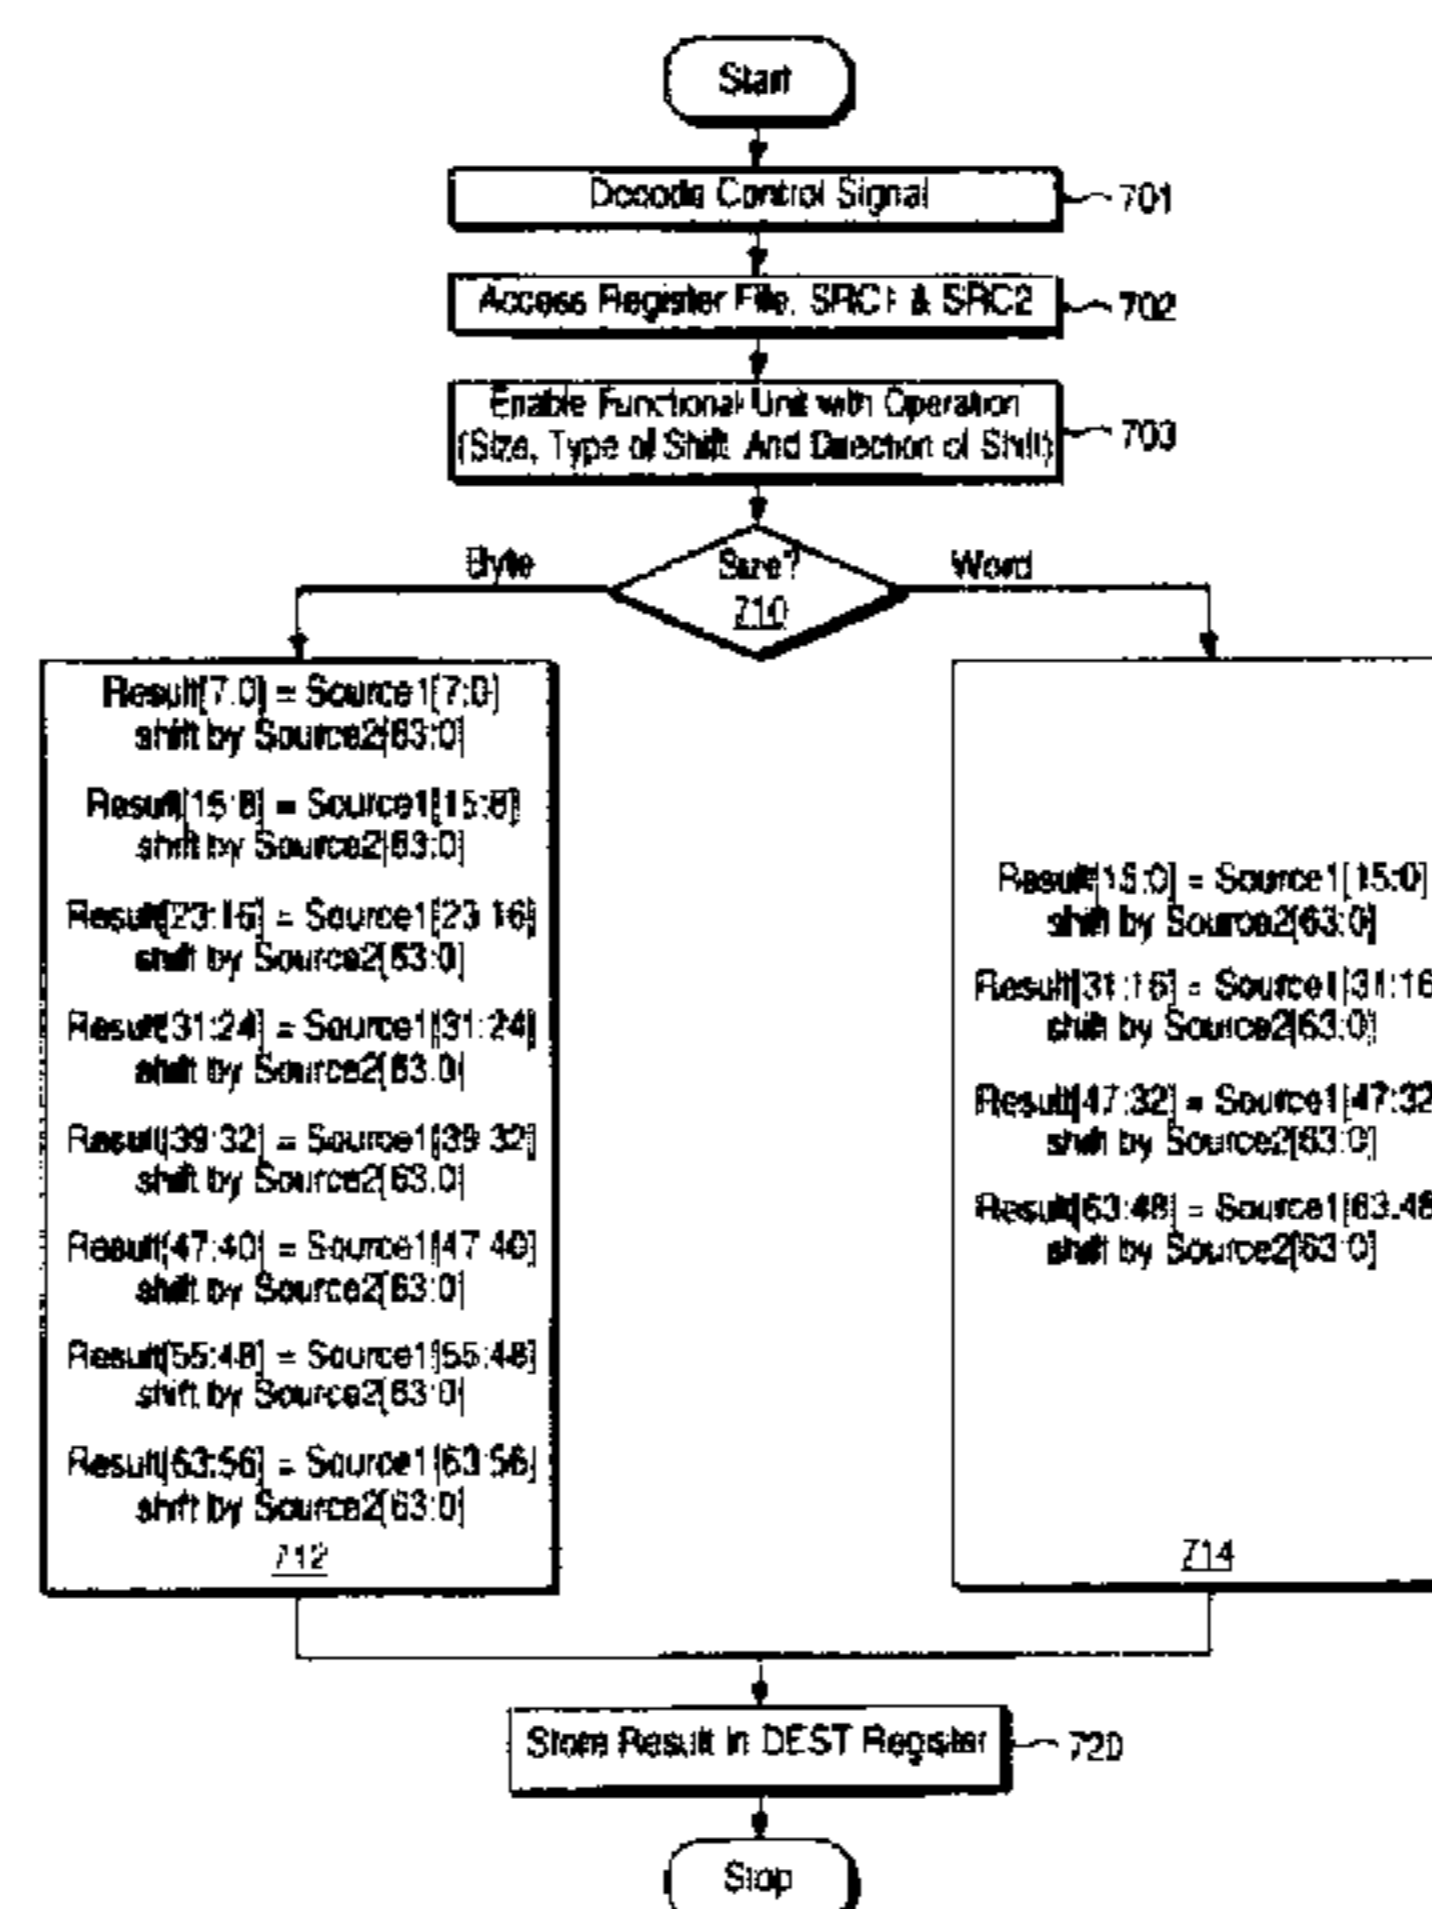 Start
Decode Control Signal
701
Access Register File, SRC1 & SRC2
702
Enable Functional Unit with Operation
(Size, Type of Shift And Direction of Shift)
703
Byte
Size?
Word
710
Result[7:0] = Source1[7:0]
shift by Source2[63:0]
Result[15:8] = Source1[15:8]
shift by Source2[63:0]
Result[23:16] = Source1[23:16]
shift by Source2[63:0]
Result[31:24] = Source1[31:24]
shift by Source2[63:0]
Result[39:32] = Source1[39:32]
shift by Source2[63:0]
Result[47:40] = Source1[47:40]
shift by Source2[63:0]
Result[55:48] = Source1[55:48]
shift by Source2[63:0]
Result[63:56] = Source1[63:56]
shift by Source2[63:0]
712
Result[15:0] = Source1[15:0]
shift by Source2[63:0]
Result[31:16] = Source1[31:16
shift by Source2[63:0]
Result[47:32] = Source1[47:32
shift by Source2[63:0]
Result[63:48] = Source1[63:48
shift by Source2[63:0]
714
Store Result in DEST Register
720
Stop